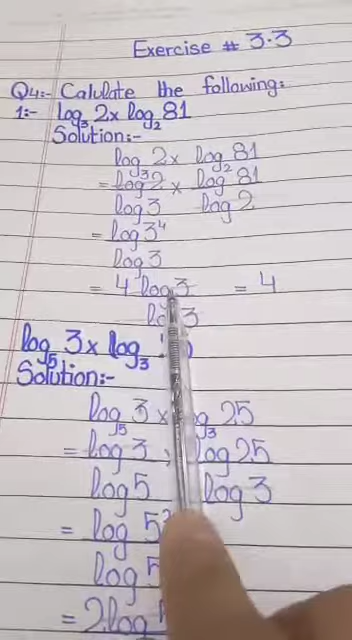 Exercise # 3.3
Q4:- Calulate the following:
1:- log₃ 2 x log₂ 81
Solution:-
log₃ 2 x log₂ 81
= log 2 x log 81
log 3 log 2
= log 3⁴
log 3
= 4 log 3 = 4
log 3
log₅ 3 x log₃
Solution:-
log₅ 3 x log₃ 25
= log 3 x log 25
log 5 log 3
= log 5²
log 5
= 2 log